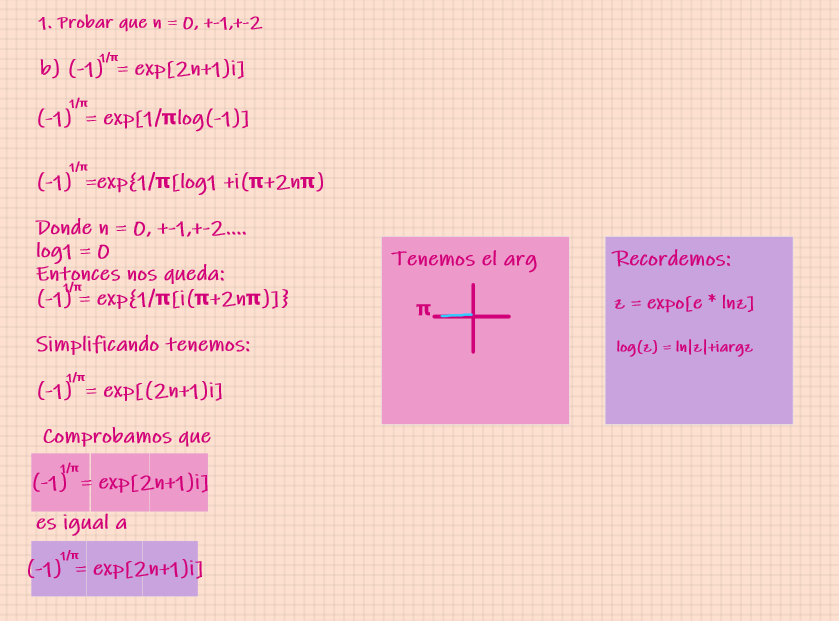 1. Probar que n = 0, +-1,+-2
b) (-1)^1/π = exp[2n+1)i]
(-1)^1/π = exp[1/πlog(-1)]
(-1)^1/π =exp{1/π[log1 +i(π+2nπ)
Donde n = 0, +-1,+-2....
log1 = 0
Entonces nos queda:
(-1)^1/π = exp{1/π[i(π+2nπ)]}
Simplificando tenemos:
(-1)^1/π = exp[(2n+1)i]
Comprobamos que
(-1)^1/π = exp[2n+1)i]
es igual a
(-1)^1/π = exp[2n+1)i]
Tenemos el arg
π
Recordemos:
z = expo[e * lnz]
log(z) = ln|z|+iargz